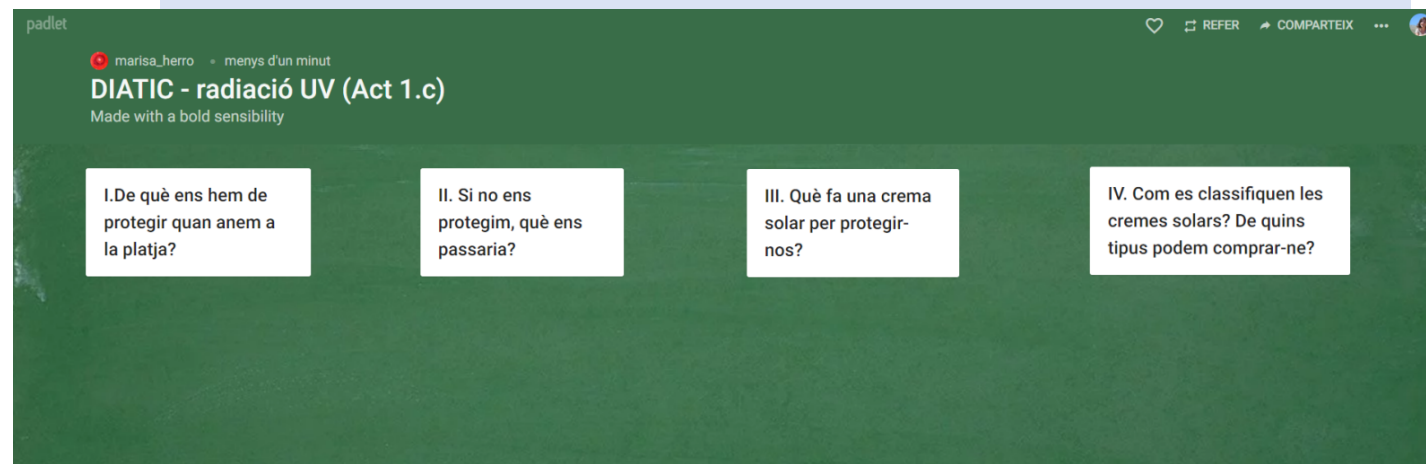 padlet
REFER COMPARTEIX
marisa_herro • menys d'un minut
DIATIC - radiació UV (Act 1.c)
Made with a bold sensibility
I.De què ens hem de
protegir quan anem a
la platja?
II. Si no ens
protegim, què ens
passaria?
III. Què fa una crema
solar per protegir-
nos?
IV. Com es classifiquen les
cremes solars? De quins
tipus podem comprar-ne?